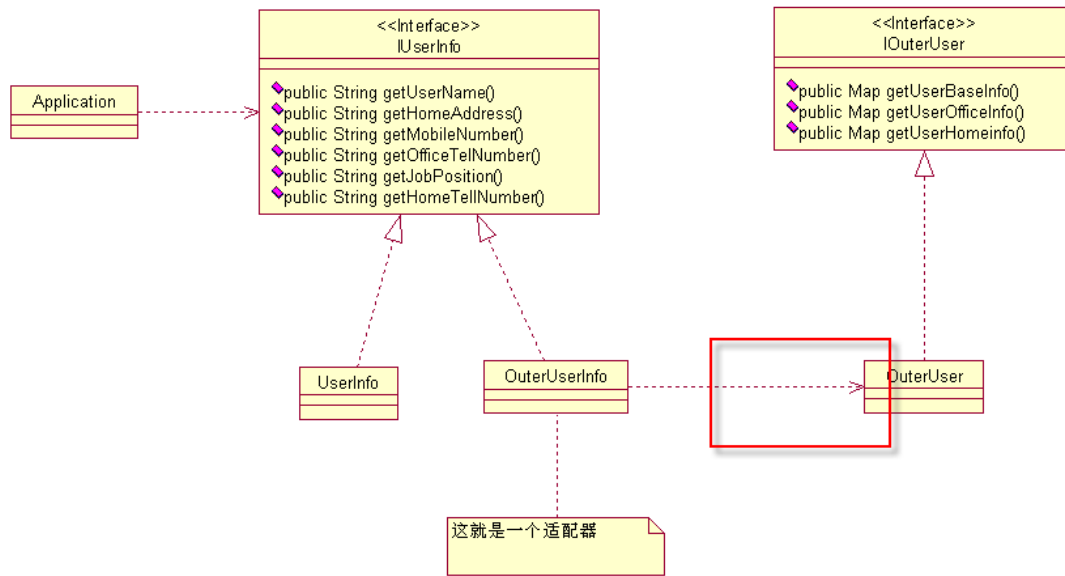 <<Interface>>
IUserInfo
public String getUserName()
public String getHomeAddress()
public String getMobileNumber()
public String getOfficeTelNumber()
public String getJobPosition()
public String getHomeTellNumber()
<<Interface>>
IOuterUser
public Map getUserBaseInfo()
public Map getUserOfficeInfo()
public Map getUserHomeinfo()
Application
UserInfo
OuterUserInfo
OuterUser
这就是一个适配器